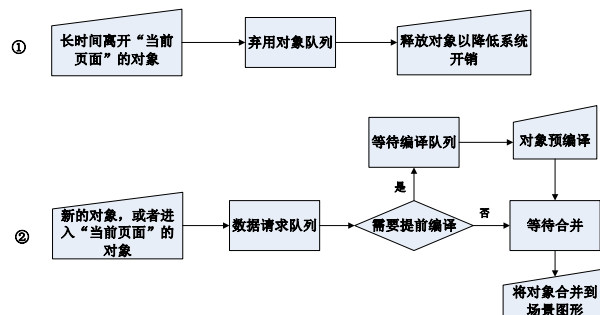 ①
长时间离开“当前
页面”的对象
弃用对象队列
释放对象以降低系统
开销
②
新的对象，或者进
入“当前页面”的
对象
数据请求队列
需要提前编译
是
等待编译队列
对象预编译
否
等待合并
将对象合并到
场景图形